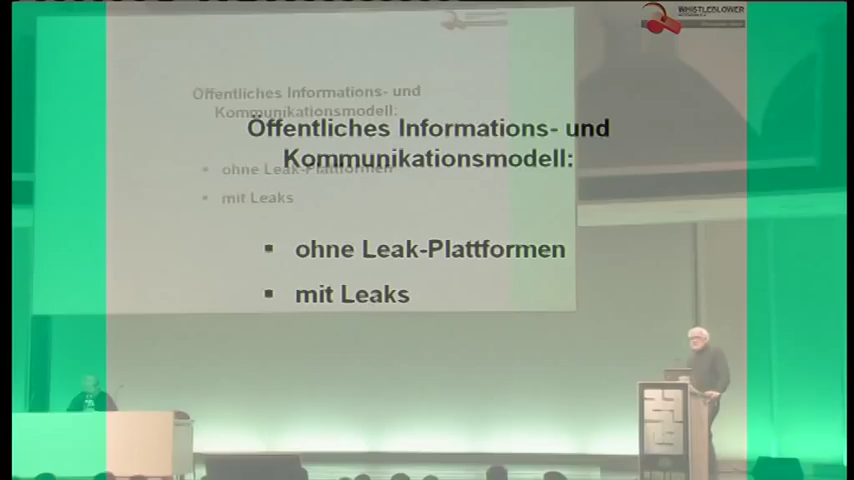 WHISTLEBLOWER
Öffentliches Informations- und
Kommunikationsmodell:
ohne Leak-Plattformen
mit Leaks
Öffentliches Informations- und
Kommunikationsmodell:
▪ ohne Leak-Plattformen
▪ mit Leaks